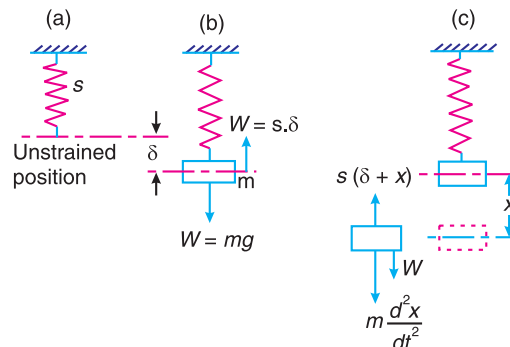 (a)
(b)
(c)
s
W = s.δ
Unstrained
position
δ
m
W = mg
s (δ + x)
x
W
m d²x/dt²